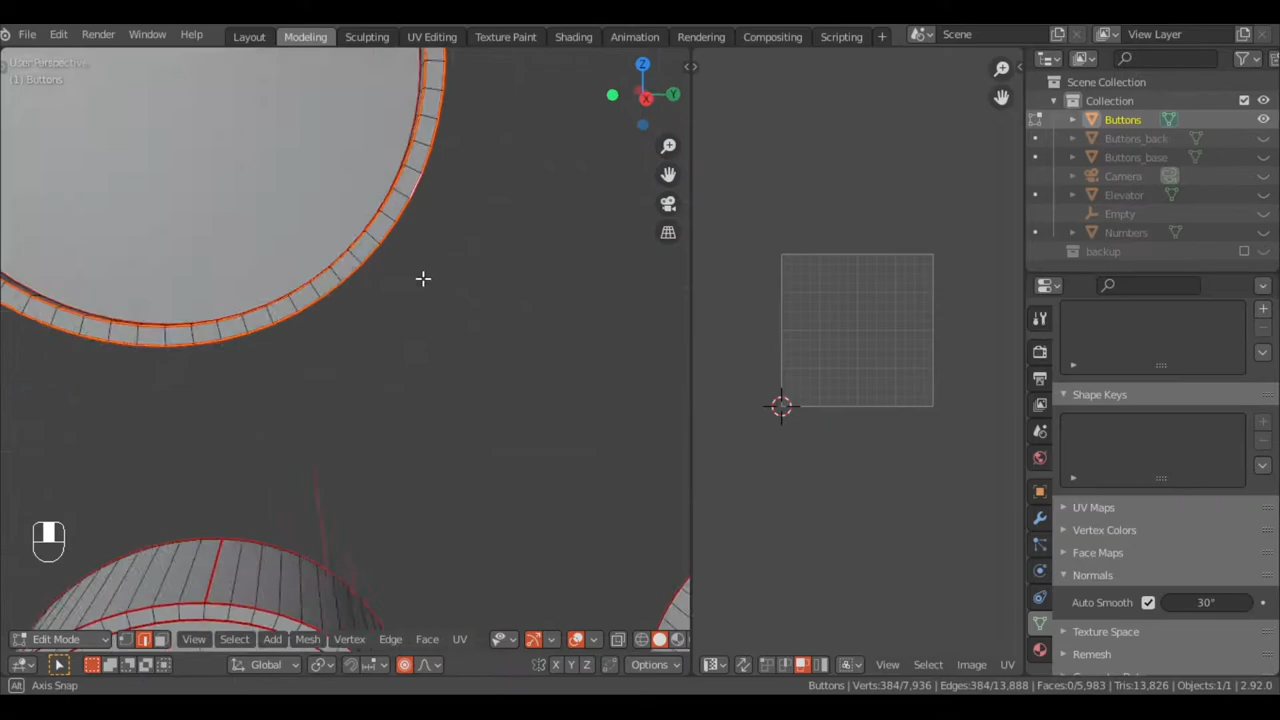 File Edit Render Window Help Layout Modeling Sculpting UV Editing Texture Paint Shading Animation Rendering Compositing Scripting + Scene View Layer
User Perspective
(1) Buttons
Z
Y
X
Scene Collection
Collection
Buttons
Buttons_back
Buttons_base
Camera
Elevator
Empty
Numbers
backup
Shape Keys
UV Maps
Vertex Colors
Face Maps
Normals
Auto Smooth 30°
Texture Space
Remesh
Edit Mode View Select Add Mesh Vertex Edge Face UV
Global X Y Z Options View Select Image UV
Alt Axis Snap Buttons | Verts:384/7,936 | Edges:384/13,888 | Faces:0/5,983 | Tris:13,826 | Objects:1/1 | 2.92.0